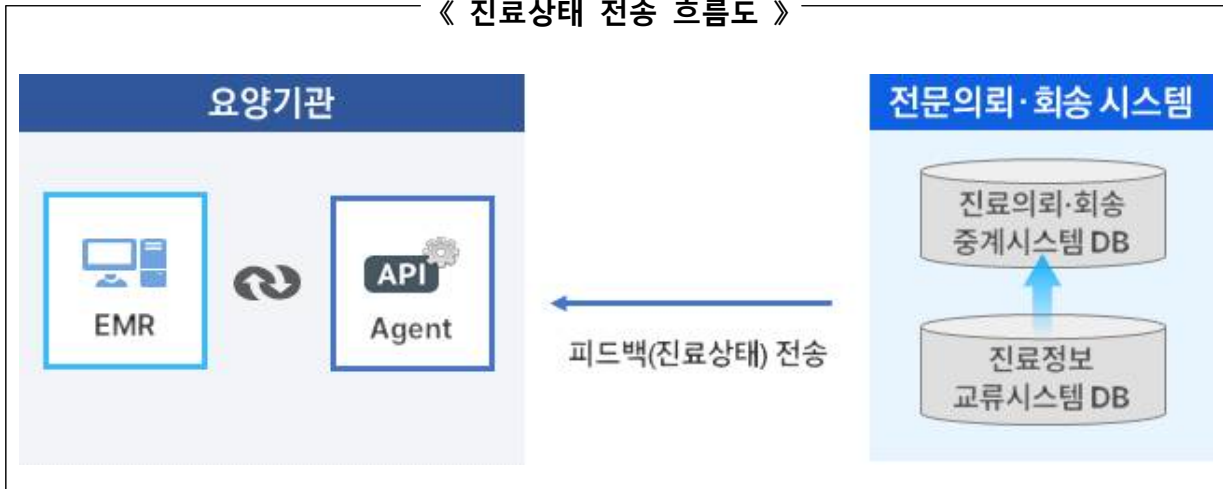 《 진료상태 전송 흐름도 》
요양기관
전문의뢰·회송 시스템
EMR
API
Agent
피드백(진료상태) 전송
진료의뢰·회송
중계시스템 DB
진료정보
교류시스템 DB